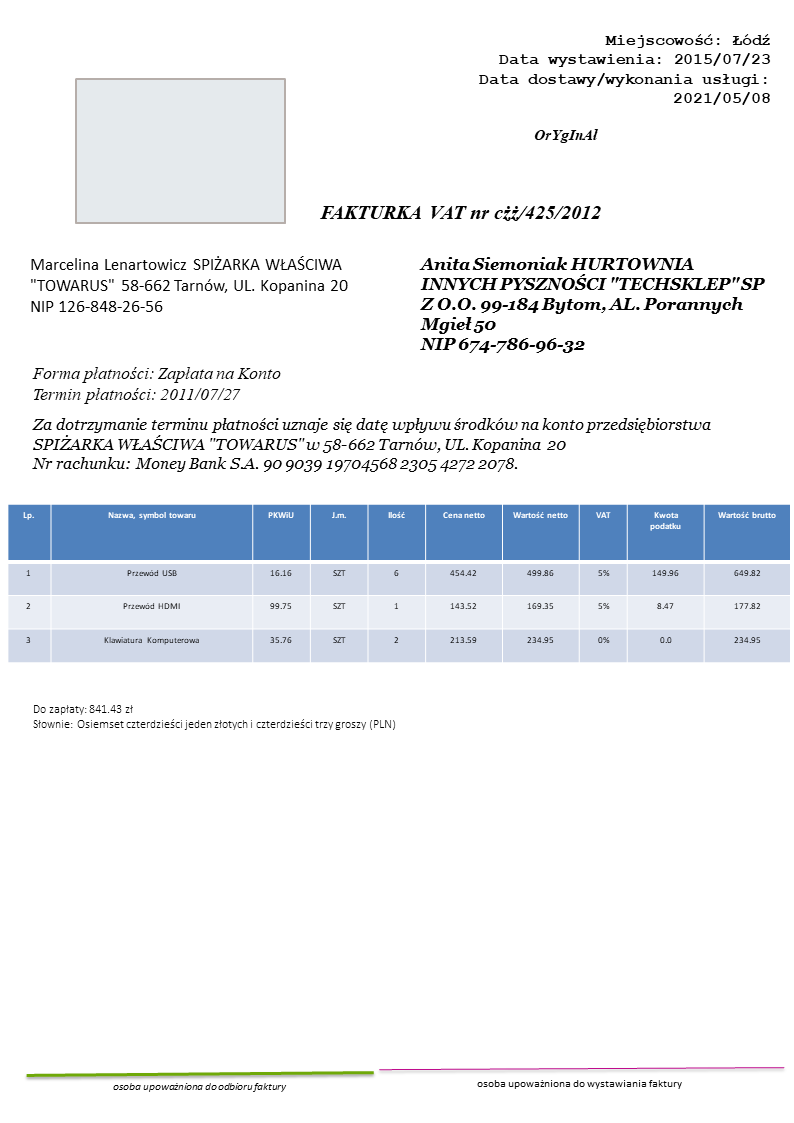 Miejscowość: Łódź
Data wystawienia: 2015/07/23
Data dostawy/wykonania usługi:
2021/05/08
OrYgInAł
FAKTURKA VAT nr cżż/425/2012
Marcelina Lenartowicz SPIŻARKA WŁAŚCIWA
"TOWARUS" 58-662 Tarnów, UL. Kopanina 20
NIP 126-848-26-56
Anita Siemoniak HURTOWNIA
INNYCH PYSZNOŚCI "TECHSKLEP" SP
Z O.O. 99-184 Bytom, AL. Porannych
Mgieł 50
NIP 674-786-96-32
Forma płatności: Zapłata na Konto
Termin płatności: 2011/07/27
Za dotrzymanie terminu płatności uznaje się datę wpływu środków na konto przedsiębiorstwa
SPIŻARKA WŁAŚCIWA "TOWARUS" w 58-662 Tarnów, UL. Kopanina 20
Nr rachunku: Money Bank S.A. 90 9039 19704568 2305 4272 2078.
Lp. Nazwa, symbol towaru PKWiU J.m. Ilość Cena netto Wartość netto VAT Kwota podatku Wartość brutto
1 Przewód USB 16.16 SZT 6 454.42 499.86 5% 149.96 649.82
2 Przewód HDMI 99.75 SZT 1 143.52 169.35 5% 8.47 177.82
3 Klawiatura Komputerowa 35.76 SZT 2 213.59 234.95 0% 0.0 234.95
Do zapłaty: 841.43 zł
Słownie: Osiemset czterdzieści jeden złotych i czterdzieści trzy groszy (PLN)
osoba upoważniona do odbioru faktury
osoba upoważniona do wystawiania faktury